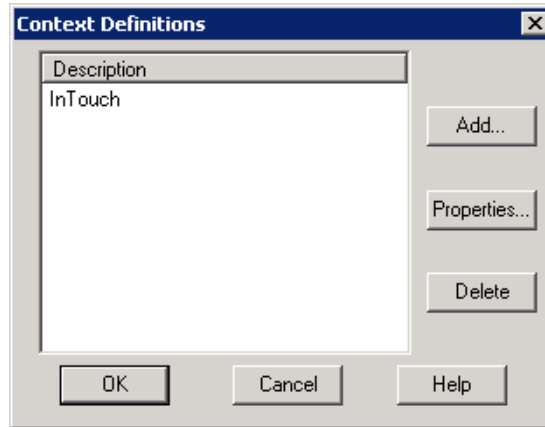 Context Definitions
Description
InTouch
Add...
Properties...
Delete
OK Cancel Help